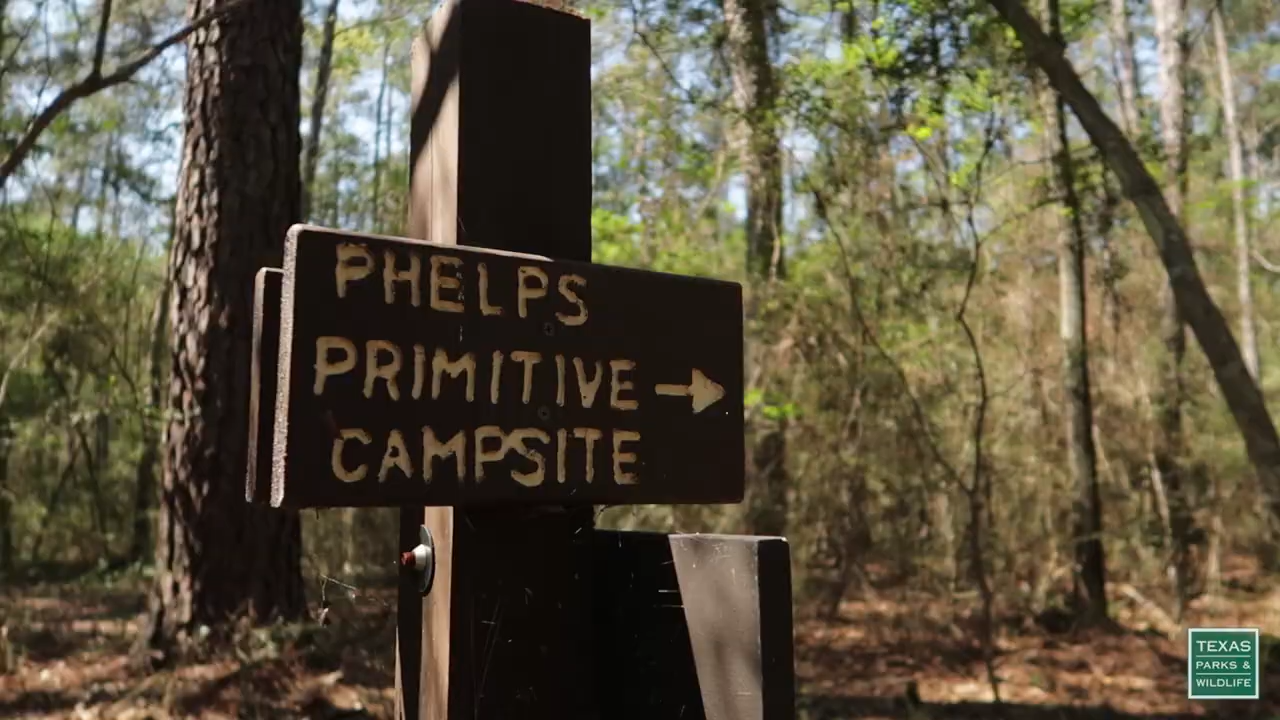 PHELPS
PRIMITIVE
CAMPSITE
TEXAS
PARKS &
WILDLIFE